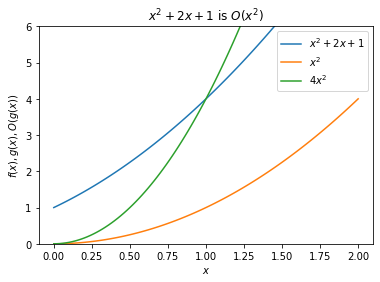 x² + 2x + 1 is O(x²)
x² + 2x + 1
x²
4x²
f(x), g(x), O(g(x))
6
5
4
3
2
1
0
0.00 0.25 0.50 0.75 1.00 1.25 1.50 1.75 2.00
x